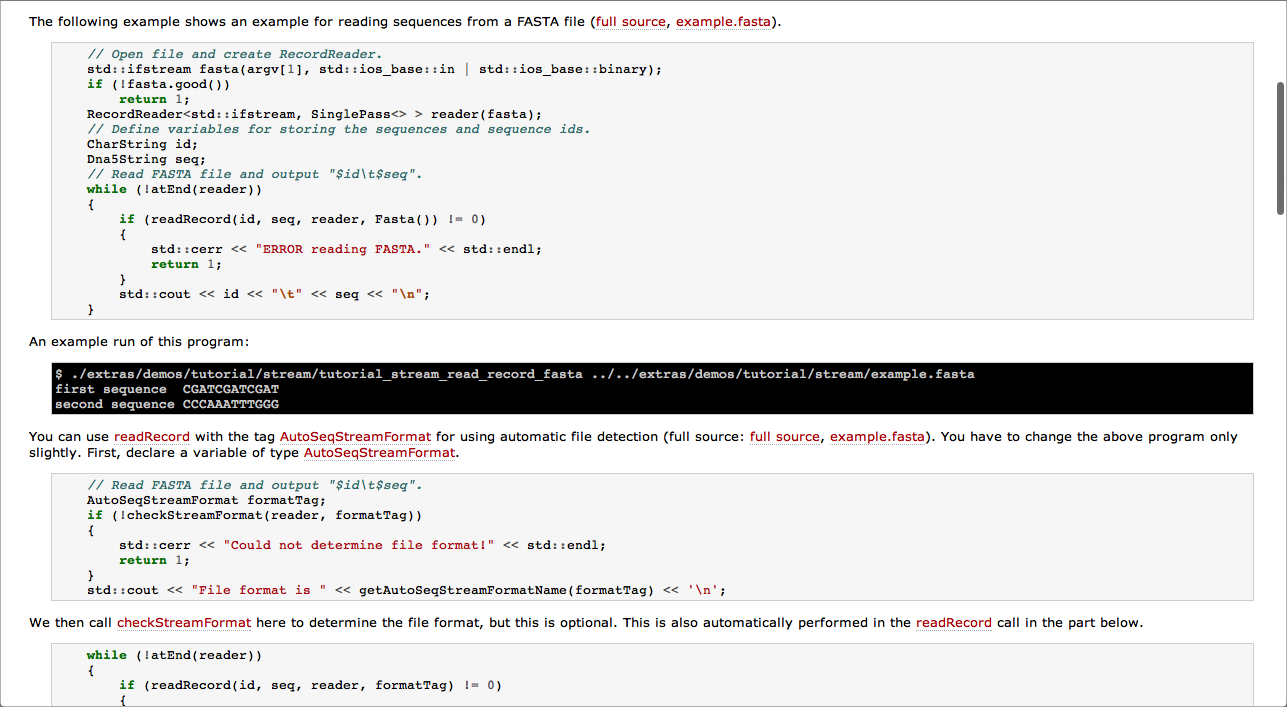 The following example shows an example for reading sequences from a FASTA file (full source, example.fasta).
// Open file and create RecordReader.
std::ifstream fasta(argv[1], std::ios_base::in | std::ios_base::binary);
if (!fasta.good())
return 1;
RecordReader<std::ifstream, SinglePass<> > reader(fasta);
// Define variables for storing the sequences and sequence ids.
CharString id;
Dna5String seq;
// Read FASTA file and output "$id\t$seq".
while (!atEnd(reader))
{
if (readRecord(id, seq, reader, Fasta()) != 0)
{
std::cerr << "ERROR reading FASTA." << std::endl;
return 1;
}
std::cout << id << "\t" << seq << "\n";
}
An example run of this program:
$ ./extras/demos/tutorial/stream/tutorial_stream_read_record_fasta ../../extras/demos/tutorial/stream/example.fasta
first sequence  CGATCGATCGAT
second sequence CCCAAATTTGGG
You can use readRecord with the tag AutoSeqStreamFormat for using automatic file detection (full source: full source, example.fasta). You have to change the above program only
slightly. First, declare a variable of type AutoSeqStreamFormat.
// Read FASTA file and output "$id\t$seq".
AutoSeqStreamFormat formatTag;
if (!checkStreamFormat(reader, formatTag))
{
std::cerr << "Could not determine file format!" << std::endl;
return 1;
}
std::cout << "File format is " << getAutoSeqStreamFormatName(formatTag) << '\n';
We then call checkStreamFormat here to determine the file format, but this is optional. This is also automatically performed in the readRecord call in the part below.
while (!atEnd(reader))
{
if (readRecord(id, seq, reader, formatTag) != 0)
{